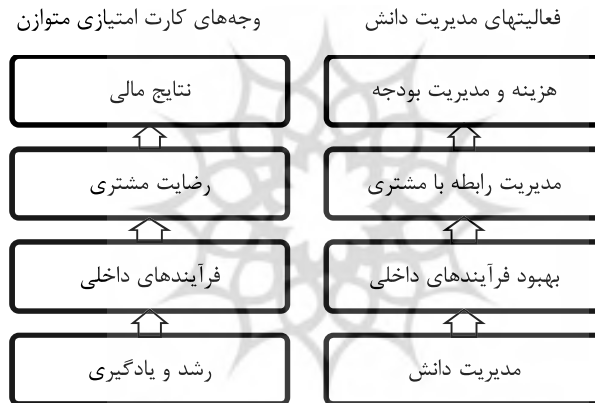 فعالیتهای مدیریت دانش
وجه‌های کارت امتیازی متوازن
هزینه و مدیریت بودجه
نتایج مالی
مدیریت رابطه با مشتری
رضایت مشتری
بهبود فرآیندهای داخلی
فرآیندهای داخلی
مدیریت دانش
رشد و یادگیری